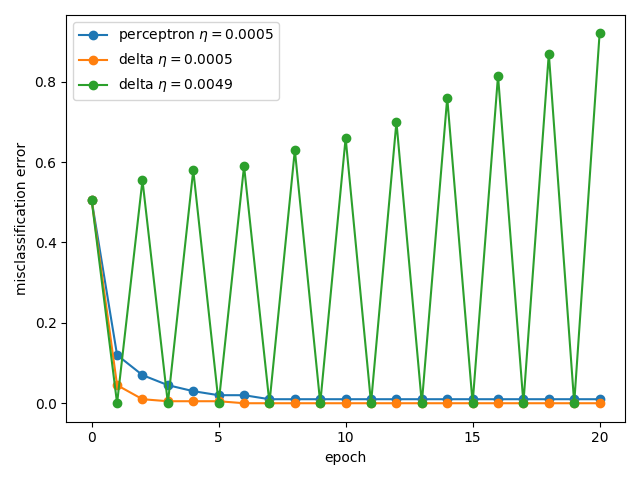 perceptron η = 0.0005
delta η = 0.0005
delta η = 0.0049
misclassification error
0.8
0.6
0.4
0.2
0.0
0 5 10 15 20
epoch